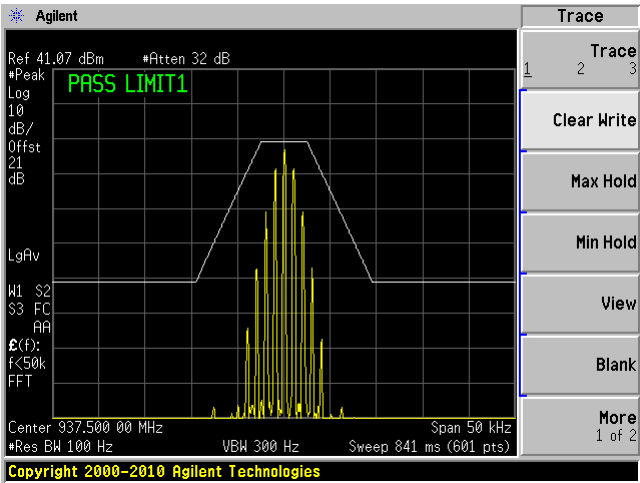 Agilent
Trace
Ref 41.07 dBm #Atten 32 dB
#Peak
Log
10
dB/
Offst
21
dB
PASS LIMIT1
LgAv
W1 S2
S3 FC
AA
£(f):
f<50k
FFT
Center 937.500 00 MHz Span 50 kHz
#Res BW 100 Hz VBW 300 Hz Sweep 841 ms (601 pts)
Copyright 2000-2010 Agilent Technologies
Trace
1 2 3
Clear Write
Max Hold
Min Hold
View
Blank
More
1 of 2